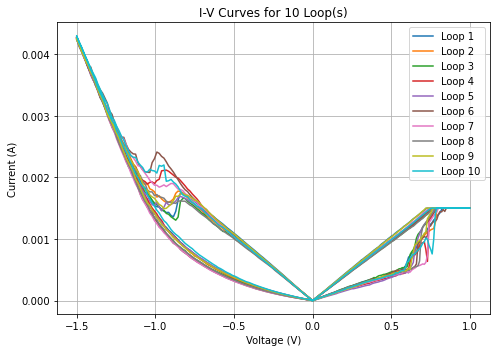 I-V Curves for 10 Loop(s)
Loop 1
Loop 2
Loop 3
Loop 4
Loop 5
Loop 6
Loop 7
Loop 8
Loop 9
Loop 10
Current (A)
0.004
0.003
0.002
0.001
0.000
−1.5 −1.0 −0.5 0.0 0.5 1.0
Voltage (V)